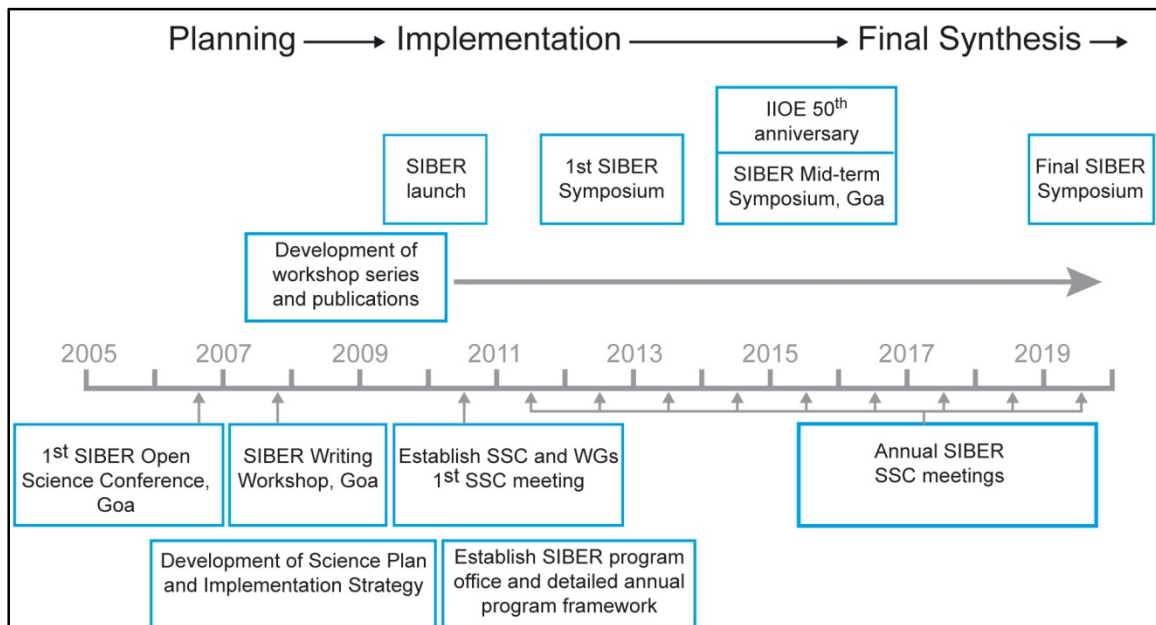 Planning → Implementation → Final Synthesis →
IIOE 50th
anniversary
SIBER
launch
1st SIBER
Symposium
SIBER Mid-term
Symposium, Goa
Final SIBER
Symposium
Development of
workshop series
and publications
2005 2007 2009 2011 2013 2015 2017 2019
1st SIBER Open
Science Conference,
Goa
SIBER Writing
Workshop, Goa
Establish SSC and WGs
1st SSC meeting
Annual SIBER
SSC meetings
Development of Science Plan
and Implementation Strategy
Establish SIBER program
office and detailed annual
program framework